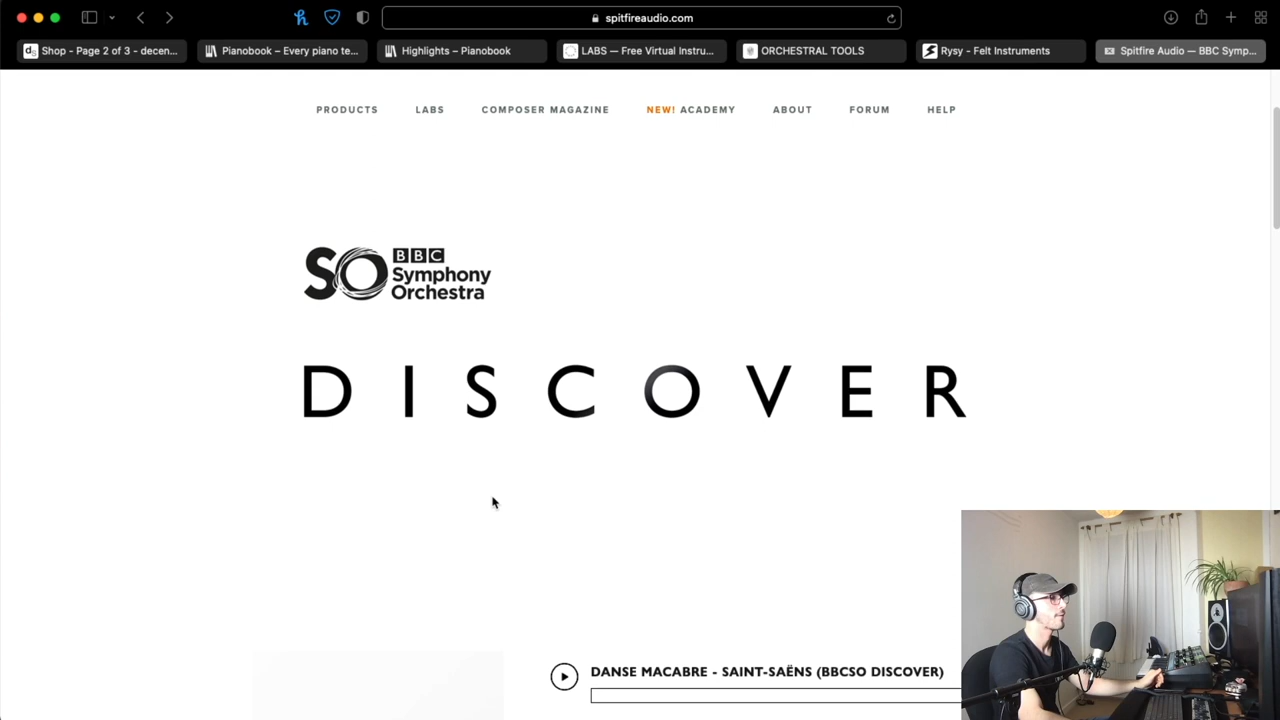 spitfireaudio.com
Shop - Page 2 of 3 - decen...
Pianobook – Every piano te...
Highlights – Pianobook
LABS — Free Virtual Instru...
ORCHESTRAL TOOLS
Rysy - Felt Instruments
Spitfire Audio — BBC Symp...
PRODUCTS
LABS
COMPOSER MAGAZINE
NEW! ACADEMY
ABOUT
FORUM
HELP
SO BBC
Symphony
Orchestra
DISCOVER
DANSE MACABRE - SAINT-SAËNS (BBCSO DISCOVER)